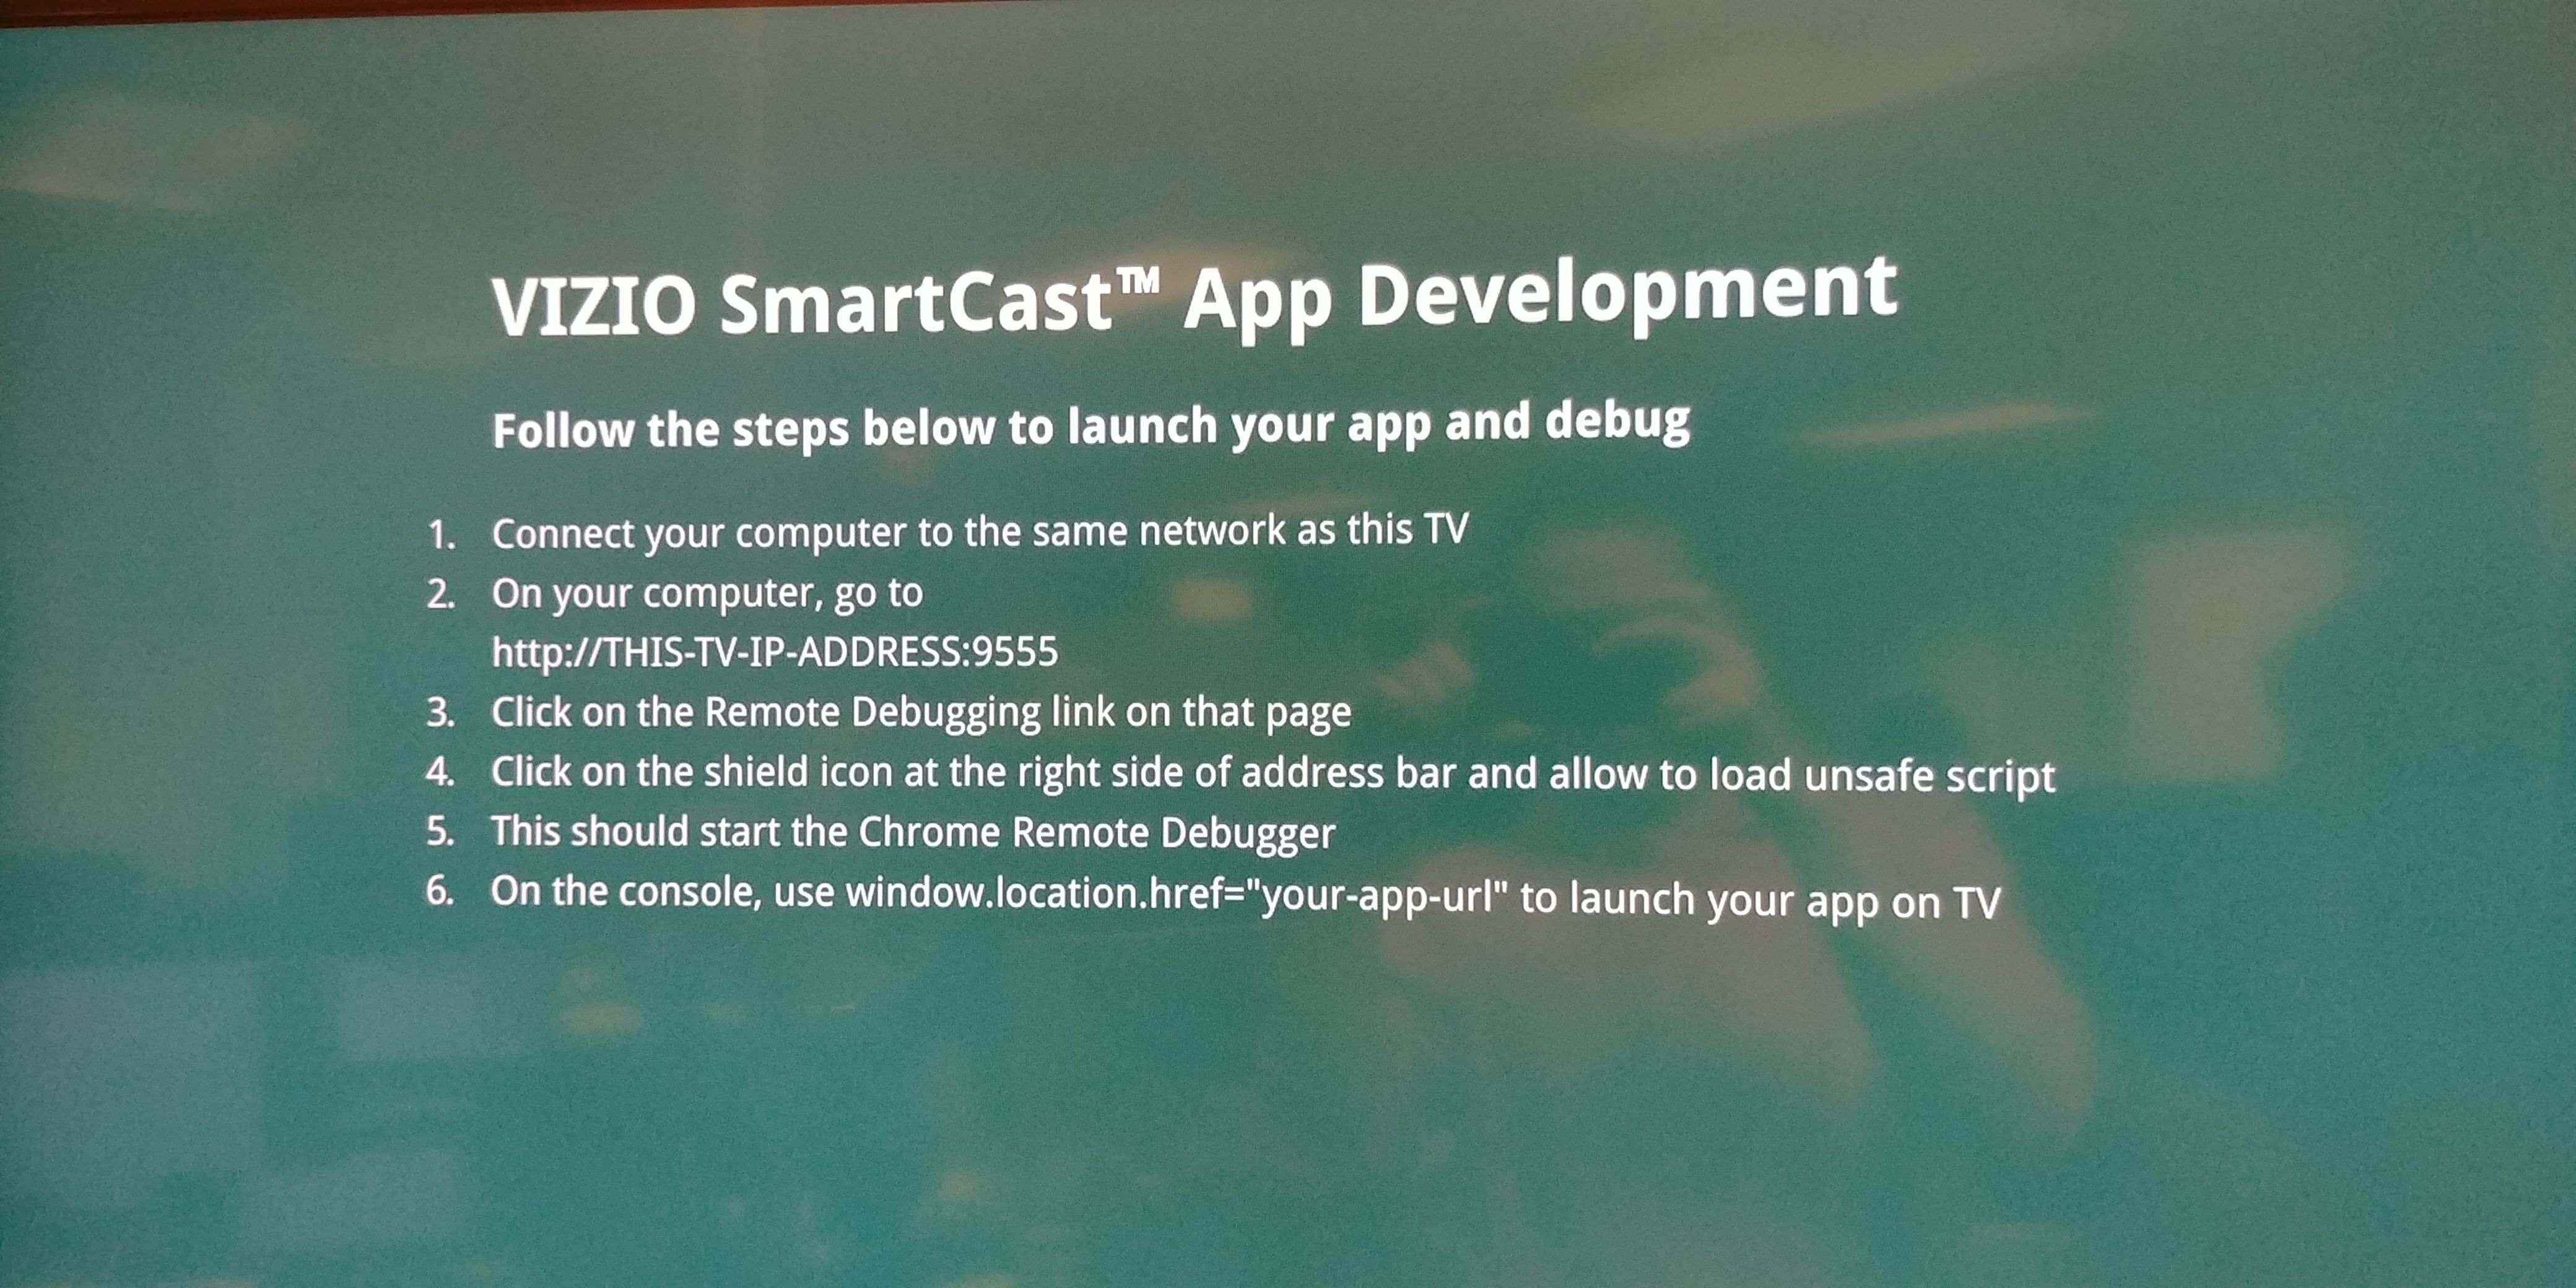 VIZIO SmartCast™ App Development
Follow the steps below to launch your app and debug
1. Connect your computer to the same network as this TV
2. On your computer, go to
http://THIS-TV-IP-ADDRESS:9555
3. Click on the Remote Debugging link on that page
4. Click on the shield icon at the right side of address bar and allow to load unsafe script
5. This should start the Chrome Remote Debugger
6. On the console, use window.location.href="your-app-url" to launch your app on TV